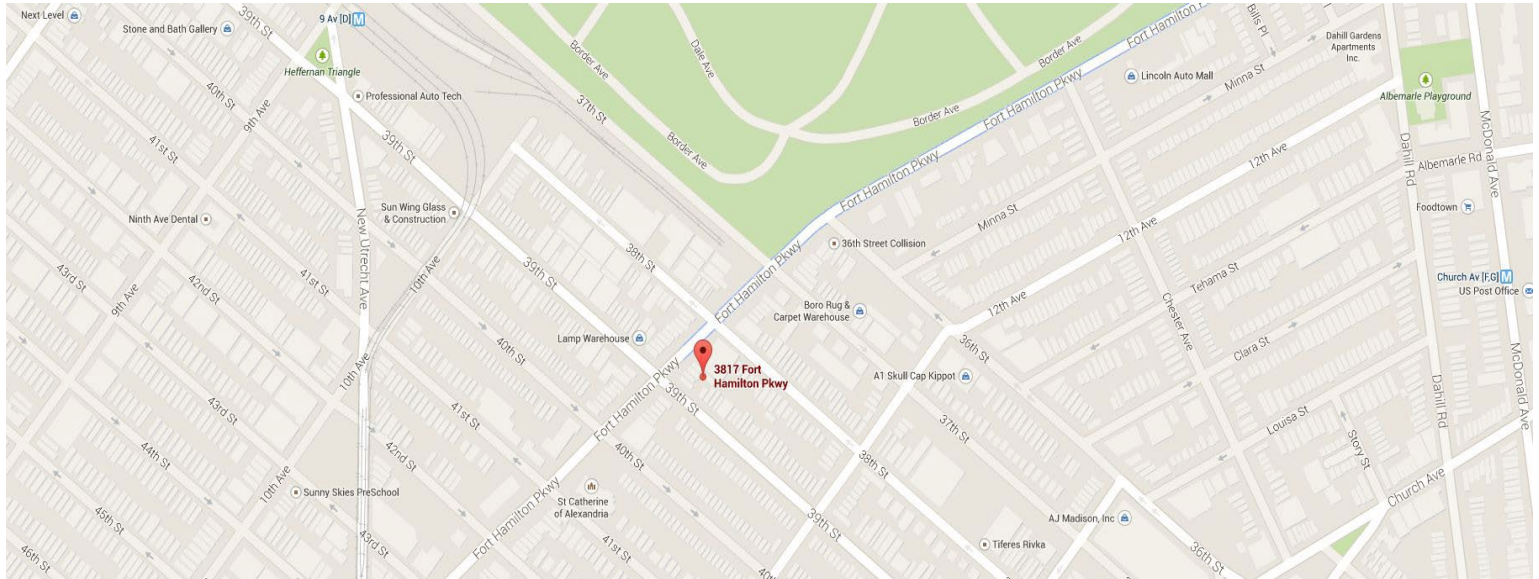 Next Level
Stone and Bath Gallery
39th St
9 Av [D] M
Heffernan Triangle
Professional Auto Tech
40th St
9th Ave
41st St
39th St
Border Ave
Dale Ave
37th St
Border Ave
Border Ave
Border Ave
Fort Hamilton Pkwy
Fort Hamilton Pkwy
Fort Hamilton Pkwy
Bills Pl
Dahill Gardens
Apartments
Inc.
Lincoln Auto Mall
Minna St
Albemarle Playground
McDonald Ave
Dahill Rd
Albemarle Rd
12th Ave
Ninth Ave Dental
Sun Wing Glass
& Construction
New Utrecht Ave
10th Ave
38th St
39th St
43rd St
42nd St
41st St
9th Ave
36th Street Collision
Minna St
12th Ave
Foodtown
Tehama St
Church Av [F,G] M
US Post Office
Fort Hamilton Pkwy
Boro Rug &
Carpet Warehouse
12th Ave
Chester Ave
Lamp Warehouse
40th St
10th Ave
36th St
Clara St
McDonald Ave
3817 Fort
Hamilton Pkwy
A1 Skull Cap Kippot
Fort Hamilton Pkwy
39th St
Dahill Rd
43rd St
41st St
37th St
Louisa St
Story St
44th St
42nd St
40th St
38th St
10th Ave
Sunny Skies PreSchool
St Catherine
of Alexandria
Church Ave
45th St
43rd St
39th St
AJ Madison, Inc
Fort Hamilton Pkwy
41st St
Tiferes Rivka
36th St
46th St
40th